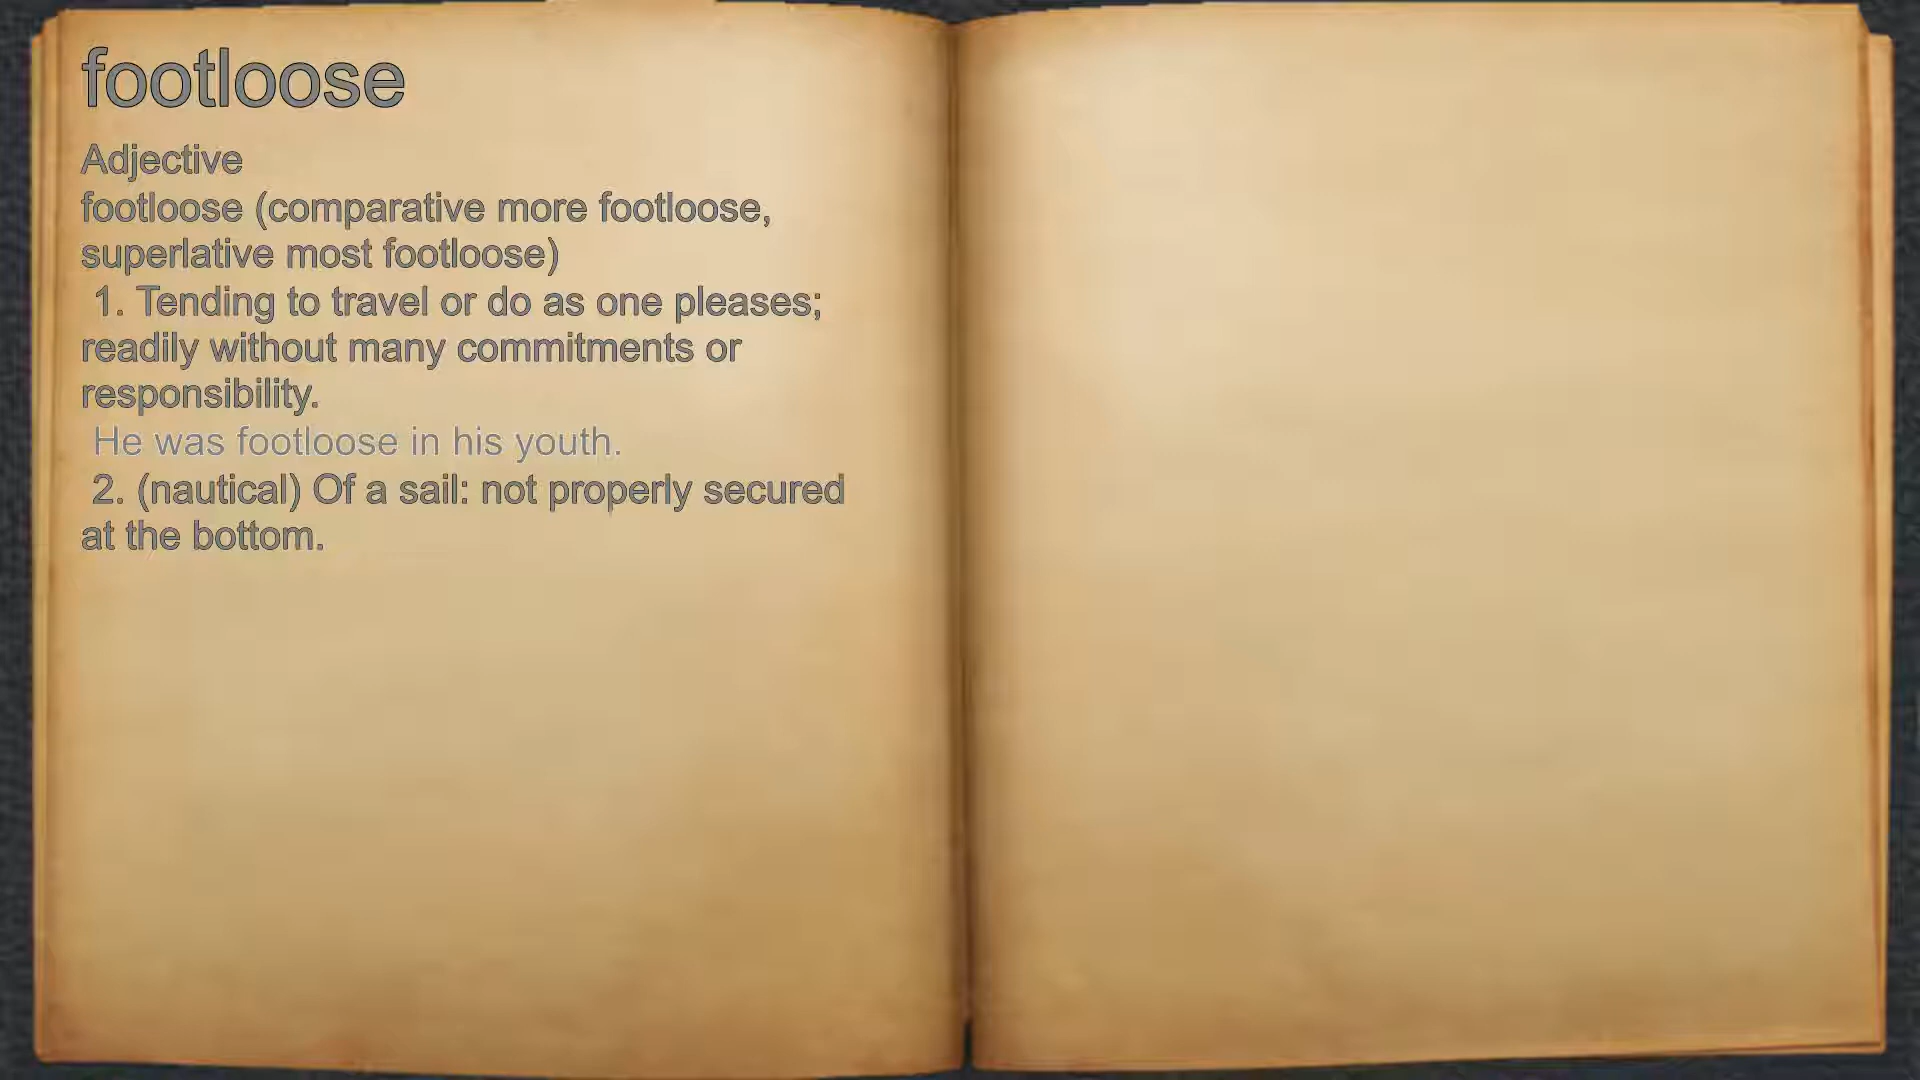 footloose
Adjective
footloose (comparative more footloose,
superlative most footloose)
1. Tending to travel or do as one pleases;
readily without many commitments or
responsibility.
He was footloose in his youth.
2. (nautical) Of a sail: not properly secured
at the bottom.